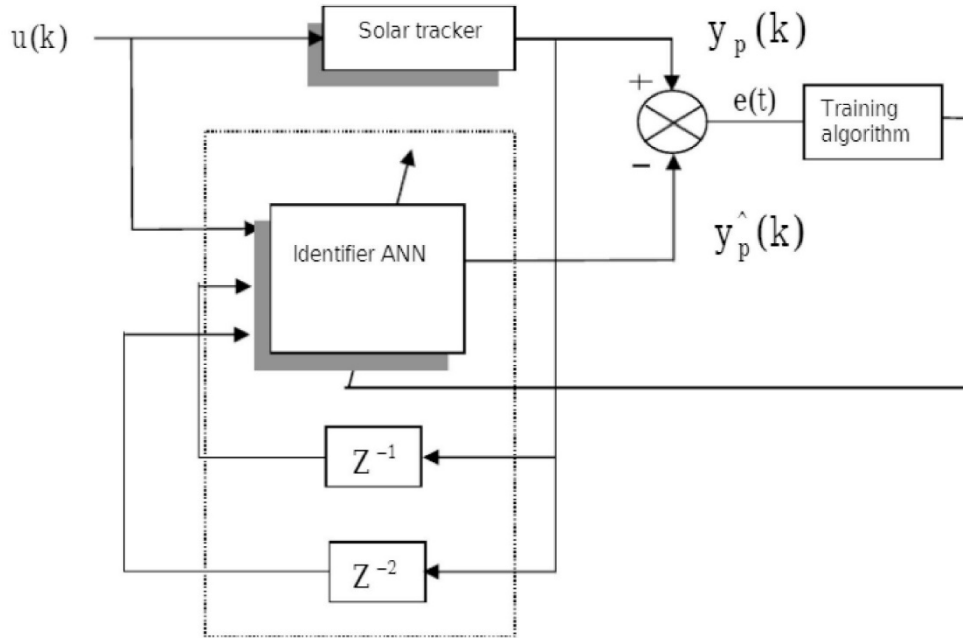 u(k)
Solar tracker
y_p(k)
+
e(t)
Training
algorithm
−
ŷ_p(k)
Identifier ANN
Z⁻¹
Z⁻²